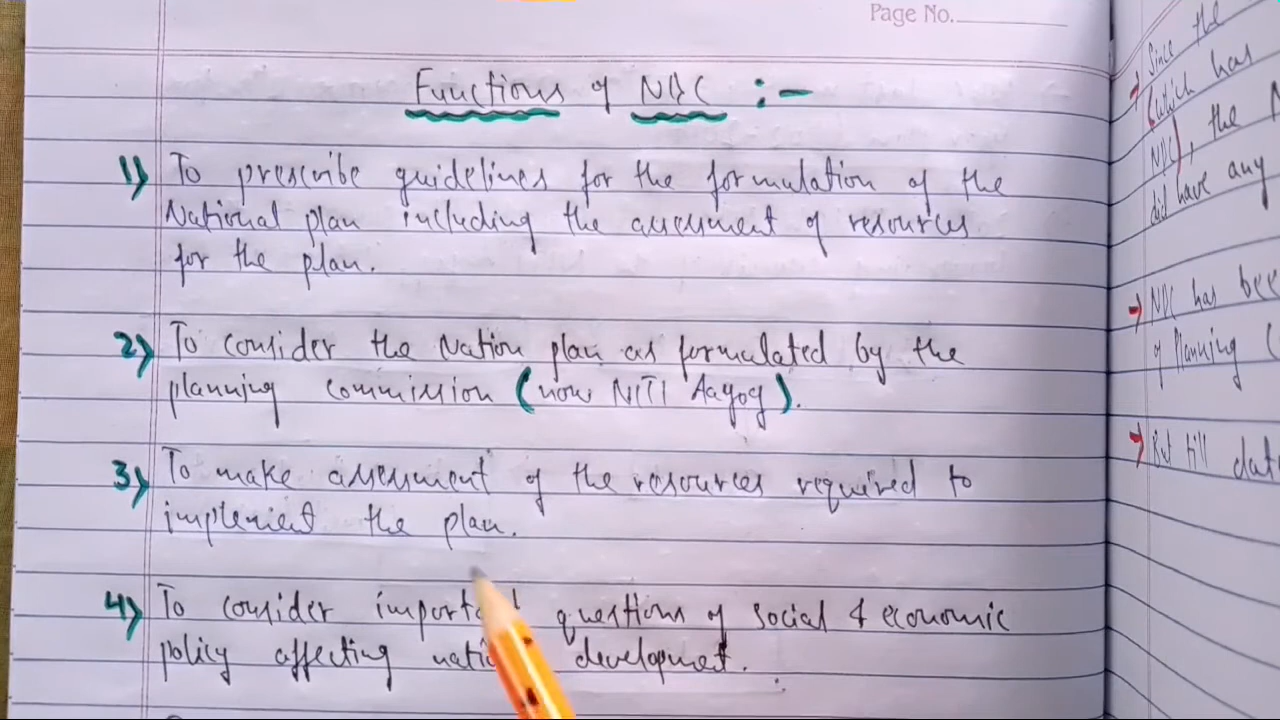 Page No.
Functions of NDC :-
1) To prescribe guidelines for the formulation of the
National plan including the assessment of resources
for the plan.
2) To consider the Nation plan as formulated by the
planning commission (now NITI Aayog).
3) To make assessment of the resources required to
implement the plan.
4) To consider important questions of social & economic
policy affecting natio development.
→ Since the
(which has
NDC), the
did have any
→ NDC has bee
of Planning (
→ But till dat